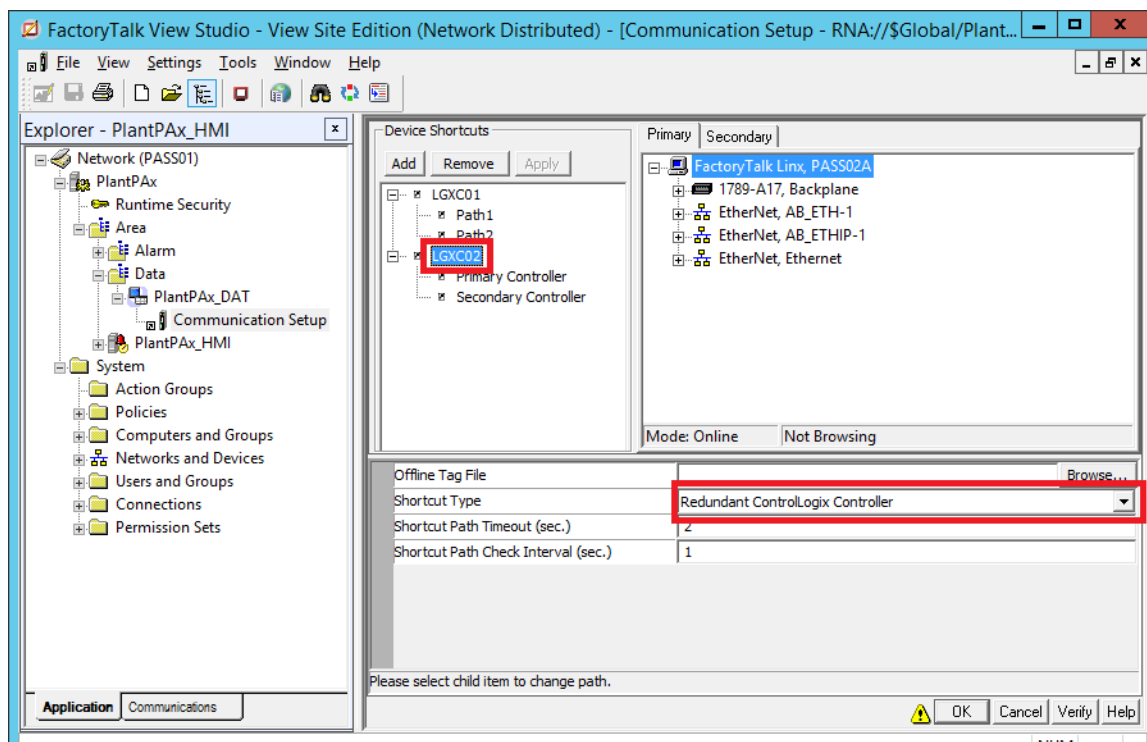 FactoryTalk View Studio - View Site Edition (Network Distributed) - [Communication Setup - RNA://$Global/Plant...
File View Settings Tools Window Help
Explorer - PlantPAx_HMI
Network (PASS01)
PlantPAx
Runtime Security
Area
Alarm
Data
PlantPAx_DAT
Communication Setup
PlantPAx_HMI
System
Action Groups
Policies
Computers and Groups
Networks and Devices
Users and Groups
Connections
Permission Sets
Application Communications
Device Shortcuts
Add Remove Apply
LGXC01
Path1
Path2
LGXC02
Primary Controller
Secondary Controller
Primary Secondary
FactoryTalk Linx, PASS02A
1789-A17, Backplane
EtherNet, AB_ETH-1
EtherNet, AB_ETHIP-1
EtherNet, Ethernet
Mode: Online Not Browsing
Offline Tag File Browse...
Shortcut Type Redundant ControlLogix Controller
Shortcut Path Timeout (sec.) 2
Shortcut Path Check Interval (sec.) 1
Please select child item to change path.
OK Cancel Verify Help